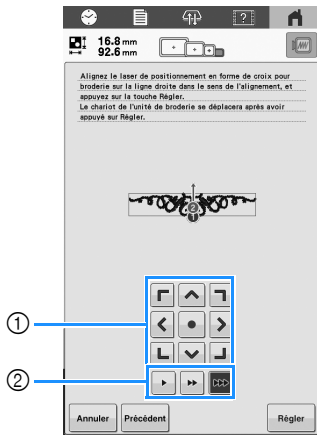 16.8 mm
92.6 mm
Alignez le laser de positionnement en forme de croix pour
broderie sur la ligne droite dans le sens de l'alignement, et
appuyez sur la touche Régler.
Le chariot de l'unité de broderie se déplacera après avoir
appuyé sur Régler.
2
1
①
②
Annuler Précédent Régler